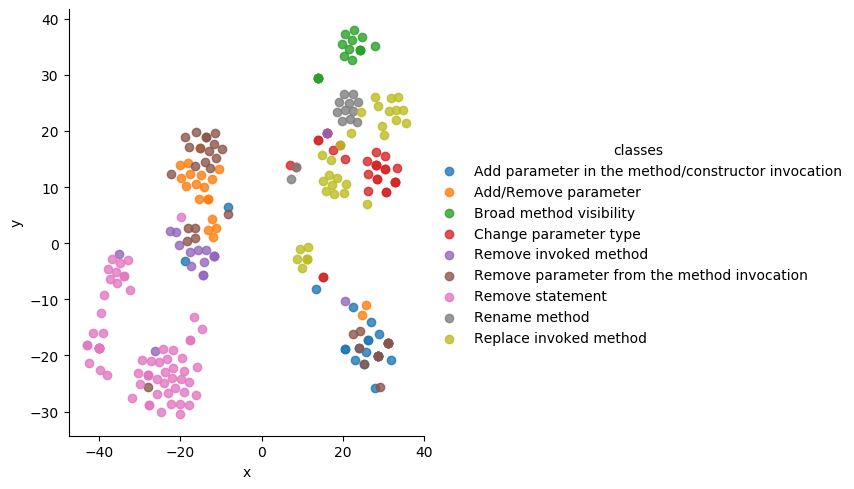 40
30
20
10
0
−10
−20
−30
y
−40
−20
0
20
40
x
classes
Add parameter in the method/constructor invocation
Add/Remove parameter
Broad method visibility
Change parameter type
Remove invoked method
Remove parameter from the method invocation
Remove statement
Rename method
Replace invoked method